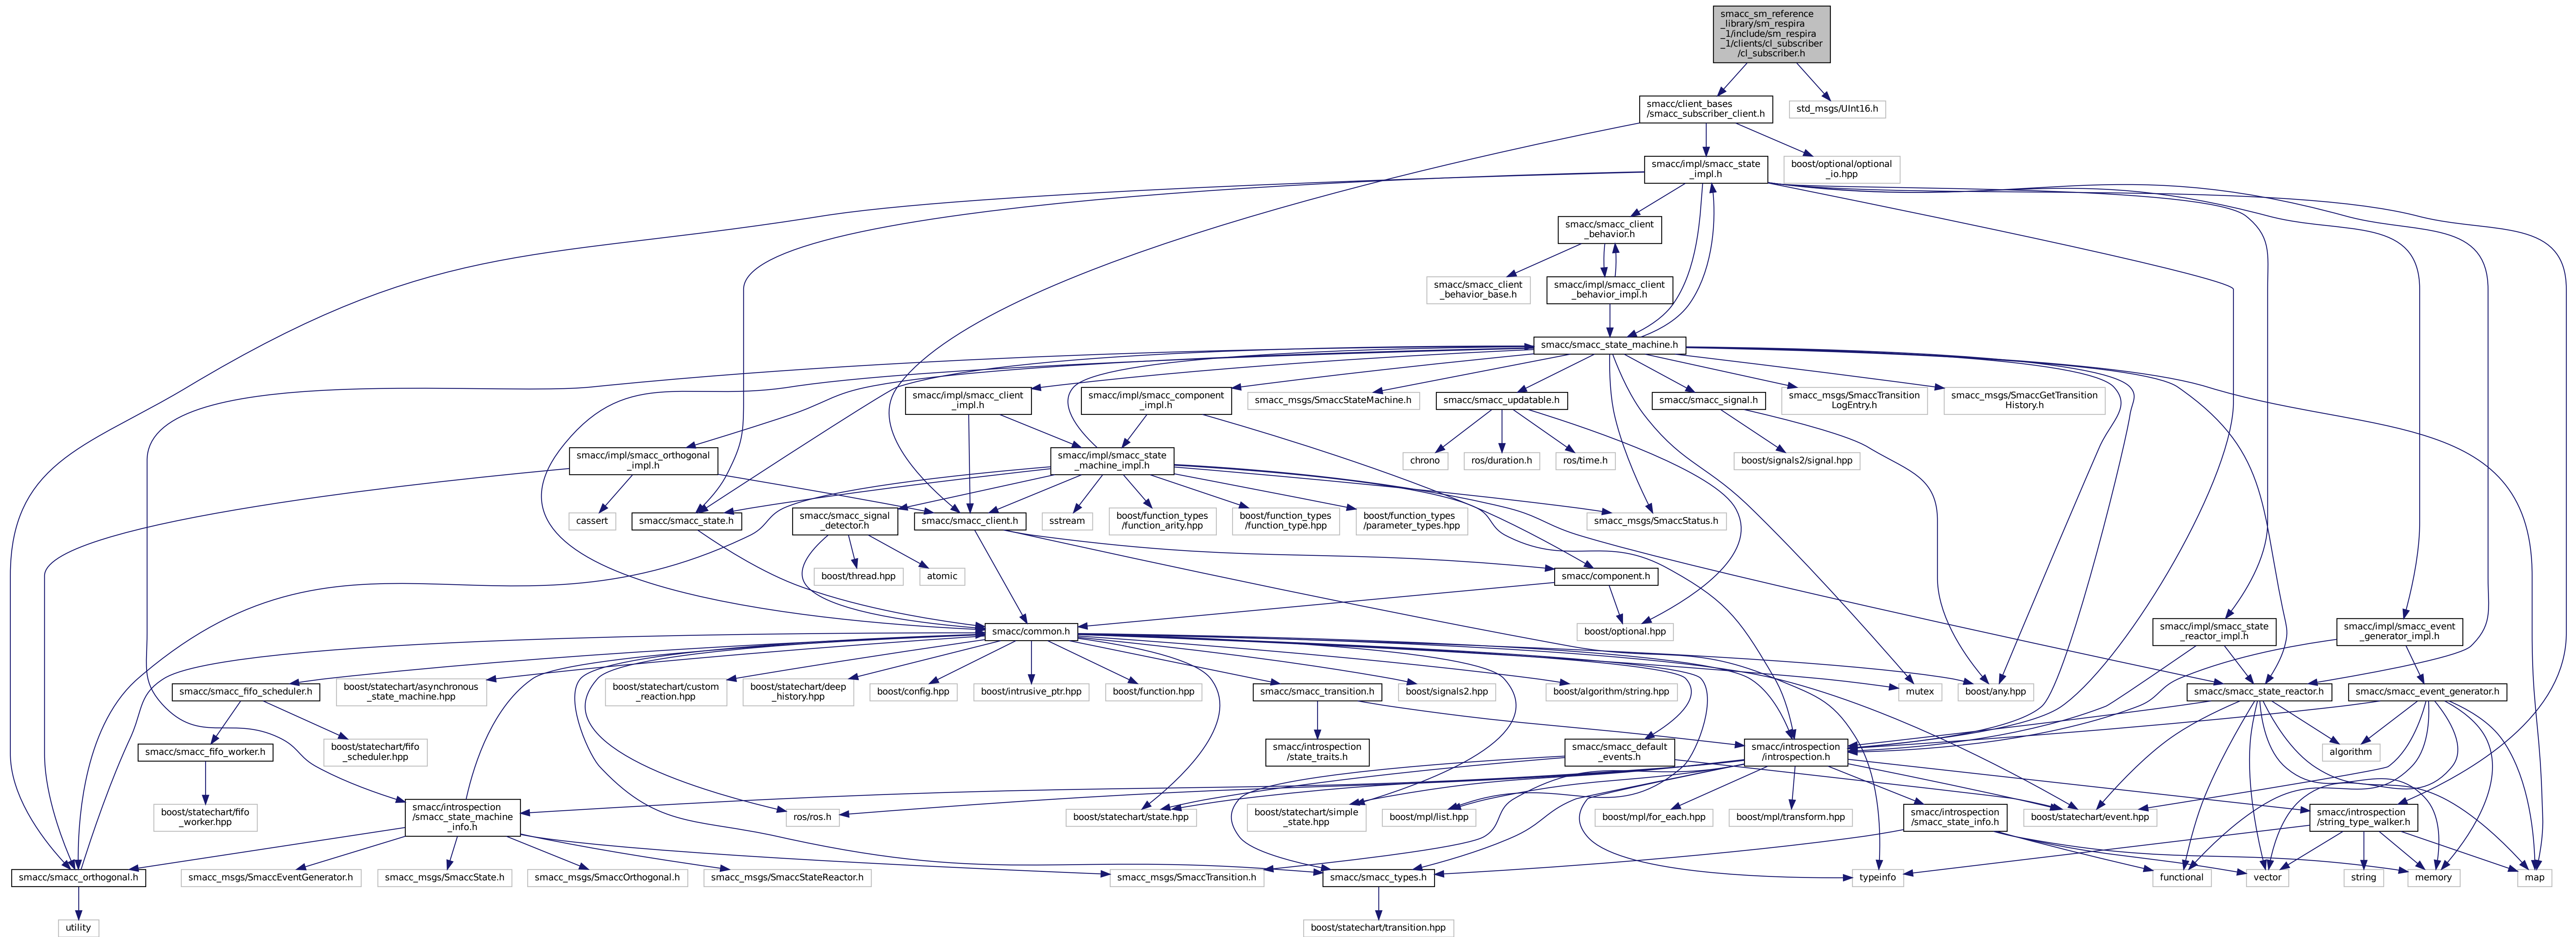 smacc_sm_reference
_library/sm_respira
_1/include/sm_respira
_1/clients/cl_subscriber
/cl_subscriber.h
smacc/client_bases
/smacc_subscriber_client.h
std_msgs/UInt16.h
smacc/impl/smacc_state
_impl.h
boost/optional/optional
_io.hpp
smacc/smacc_client
_behavior.h
smacc/smacc_client
_behavior_base.h
smacc/impl/smacc_client
_behavior_impl.h
smacc/smacc_state_machine.h
smacc/impl/smacc_client
_impl.h
smacc/impl/smacc_component
_impl.h
smacc_msgs/SmaccStateMachine.h
smacc/smacc_updatable.h
smacc/smacc_signal.h
smacc_msgs/SmaccTransition
LogEntry.h
smacc_msgs/SmaccGetTransition
History.h
smacc/impl/smacc_orthogonal
_impl.h
smacc/impl/smacc_state
_machine_impl.h
chrono
ros/duration.h
ros/time.h
boost/signals2/signal.hpp
cassert
smacc/smacc_state.h
smacc/smacc_signal
_detector.h
smacc/smacc_client.h
sstream
boost/function_types
/function_arity.hpp
boost/function_types
/function_type.hpp
boost/function_types
/parameter_types.hpp
smacc_msgs/SmaccStatus.h
boost/thread.hpp
atomic
smacc/component.h
smacc/common.h
boost/optional.hpp
smacc/impl/smacc_state
_reactor_impl.h
smacc/impl/smacc_event
_generator_impl.h
smacc/smacc_fifo_scheduler.h
boost/statechart/asynchronous
_state_machine.hpp
boost/statechart/custom
_reaction.hpp
boost/statechart/deep
_history.hpp
boost/config.hpp
boost/intrusive_ptr.hpp
boost/function.hpp
smacc/smacc_transition.h
boost/signals2.hpp
boost/algorithm/string.hpp
mutex
boost/any.hpp
smacc/smacc_state_reactor.h
smacc/smacc_event_generator.h
smacc/smacc_fifo_worker.h
boost/statechart/fifo
_scheduler.hpp
smacc/introspection
/state_traits.h
smacc/smacc_default
_events.h
smacc/introspection
/introspection.h
algorithm
boost/statechart/fifo
_worker.hpp
smacc/introspection
/smacc_state_machine
_info.h
ros/ros.h
boost/statechart/state.hpp
boost/statechart/simple
_state.hpp
boost/mpl/list.hpp
boost/mpl/for_each.hpp
boost/mpl/transform.hpp
smacc/introspection
/smacc_state_info.h
boost/statechart/event.hpp
smacc/introspection
/string_type_walker.h
smacc/smacc_orthogonal.h
smacc_msgs/SmaccEventGenerator.h
smacc_msgs/SmaccState.h
smacc_msgs/SmaccOrthogonal.h
smacc_msgs/SmaccStateReactor.h
smacc_msgs/SmaccTransition.h
smacc/smacc_types.h
typeinfo
functional
vector
string
memory
map
utility
boost/statechart/transition.hpp